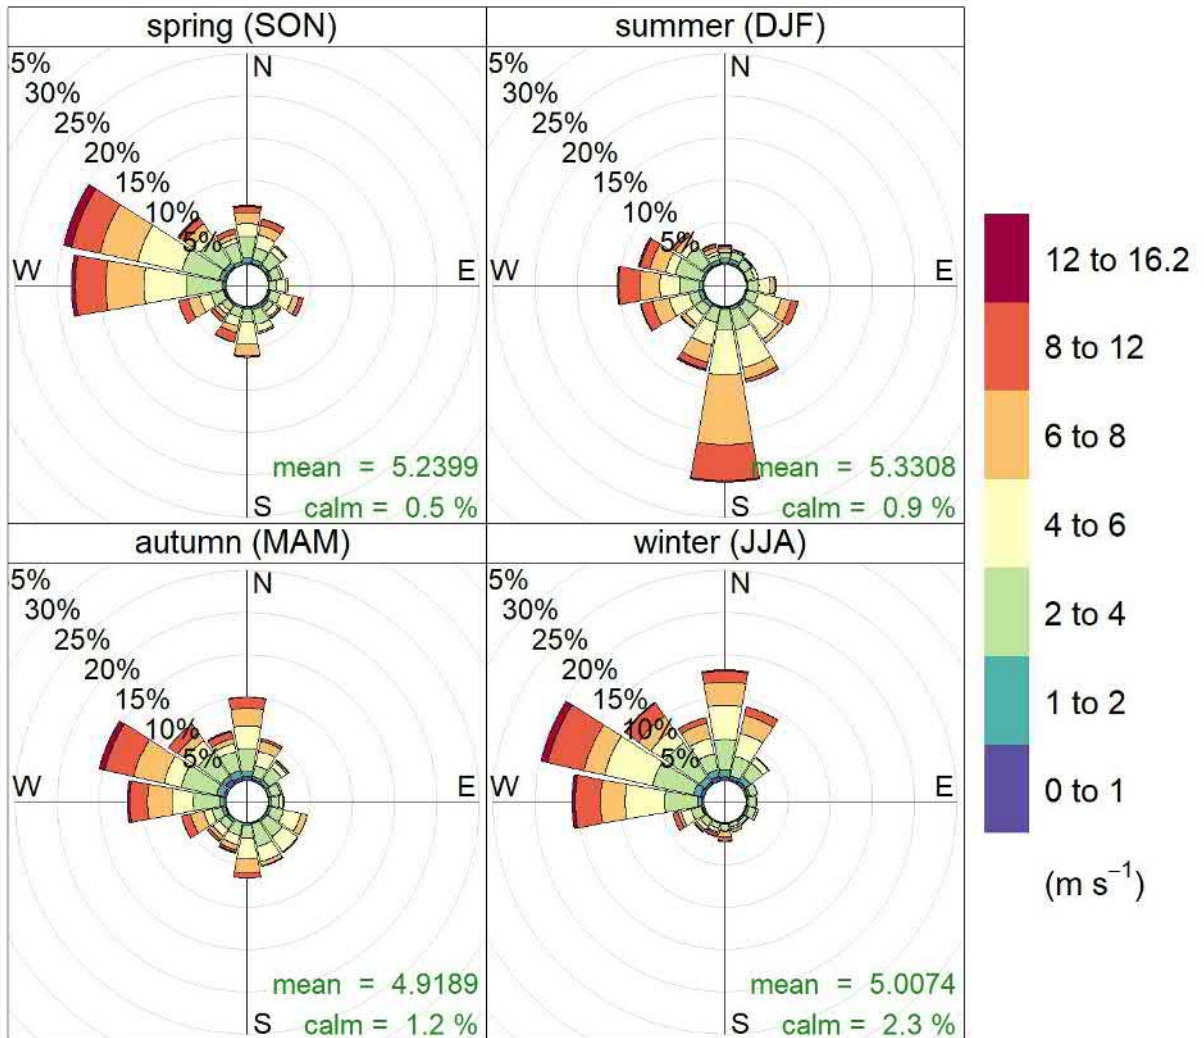 spring (SON)
summer (DJF)
5%
30%
25%
20%
15%
10%
5%
N
W
E
S
mean = 5.2399
calm = 0.5 %
5%
30%
25%
20%
15%
10%
5%
N
W
E
S
mean = 5.3308
calm = 0.9 %
autumn (MAM)
winter (JJA)
5%
30%
25%
20%
15%
10%
5%
N
W
E
S
mean = 4.9189
calm = 1.2 %
5%
30%
25%
20%
15%
10%
5%
N
W
E
S
mean = 5.0074
calm = 2.3 %
12 to 16.2
8 to 12
6 to 8
4 to 6
2 to 4
1 to 2
0 to 1
(m s⁻¹)